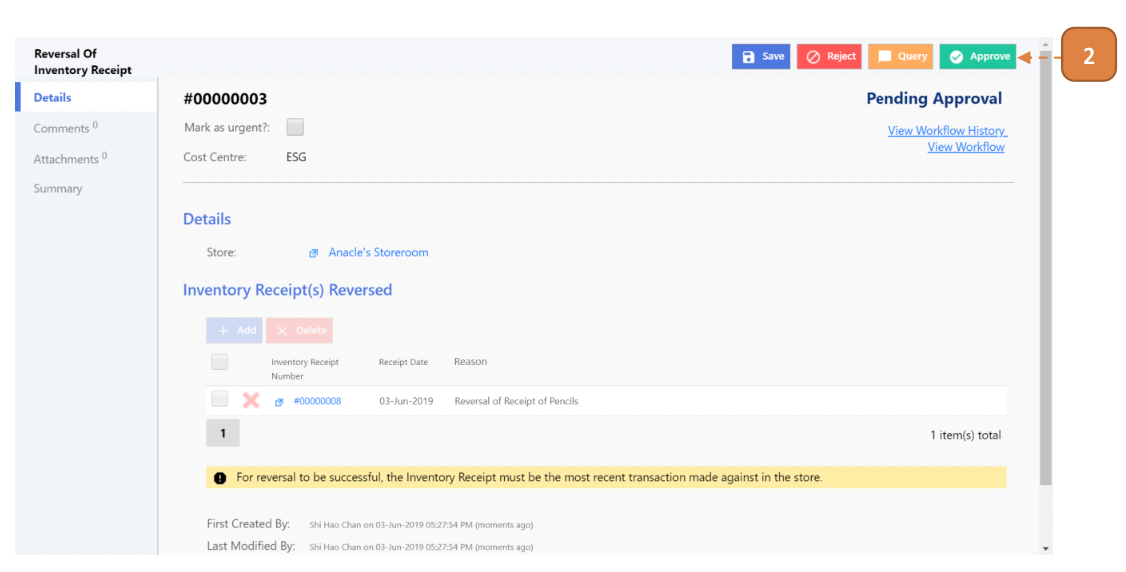 Reversal Of
Inventory Receipt
Save Reject Query Approve
2
Details
Comments 0
Attachments 0
Summary
#00000003
Pending Approval
Mark as urgent?:
View Workflow History
Cost Centre: ESG
View Workflow
Details
Store: Anacle's Storeroom
Inventory Receipt(s) Reversed
+ Add Delete
Inventory Receipt
Number
Receipt Date
Reason
#00000008 03-Jun-2019 Reversal of Receipt of Pencils
1
1 item(s) total
For reversal to be successful, the Inventory Receipt must be the most recent transaction made against in the store.
First Created By: Shi Hao Chan on 03-Jun-2019 05:27:54 PM (moments ago)
Last Modified By: Shi Hao Chan on 03-Jun-2019 05:27:54 PM (moments ago)